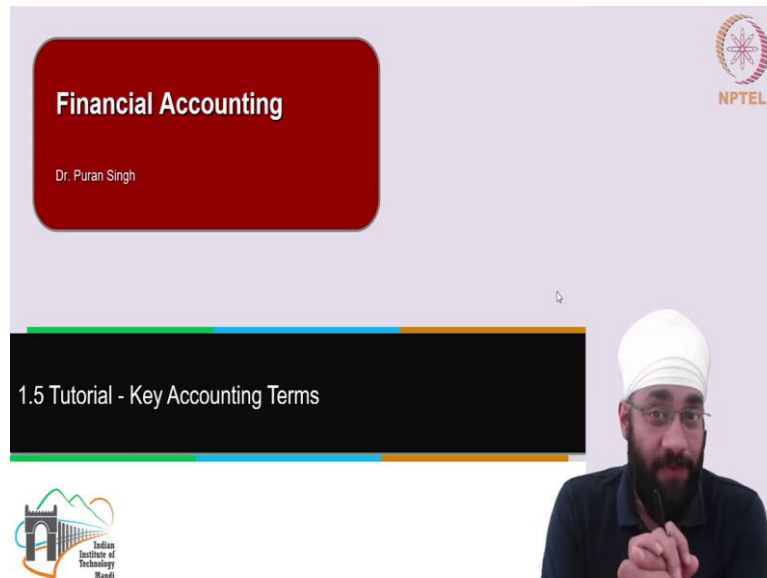 Financial Accounting
NPTEL
Dr. Puran Singh
1.5 Tutorial - Key Accounting Terms
Indian
Institute of
Technology
Mandi